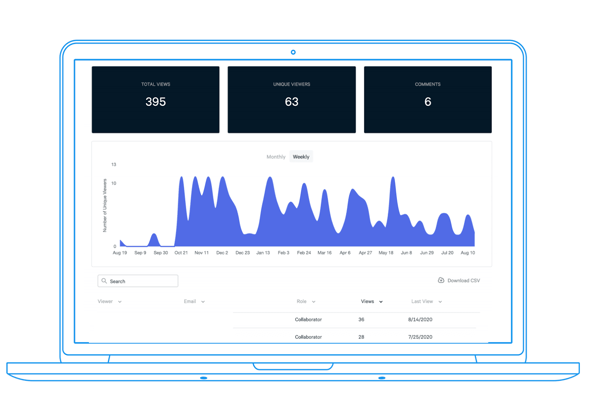 TOTAL VIEWS UNIQUE VIEWERS COMMENTS
395 63 6
Monthly Weekly
13
10
Number of Unique Viewers
0
Aug 19 Sep 9 Sep 30 Oct 21 Nov 11 Dec 2 Dec 23 Jan 13 Feb 3 Feb 24 Mar 16 Apr 6 Apr 27 May 18 Jun 8 Jun 29 Jul 20 Aug 10
Search Download CSV
Viewer Email Role Views Last View
Collaborator 36 8/14/2020
Collaborator 28 7/25/2020